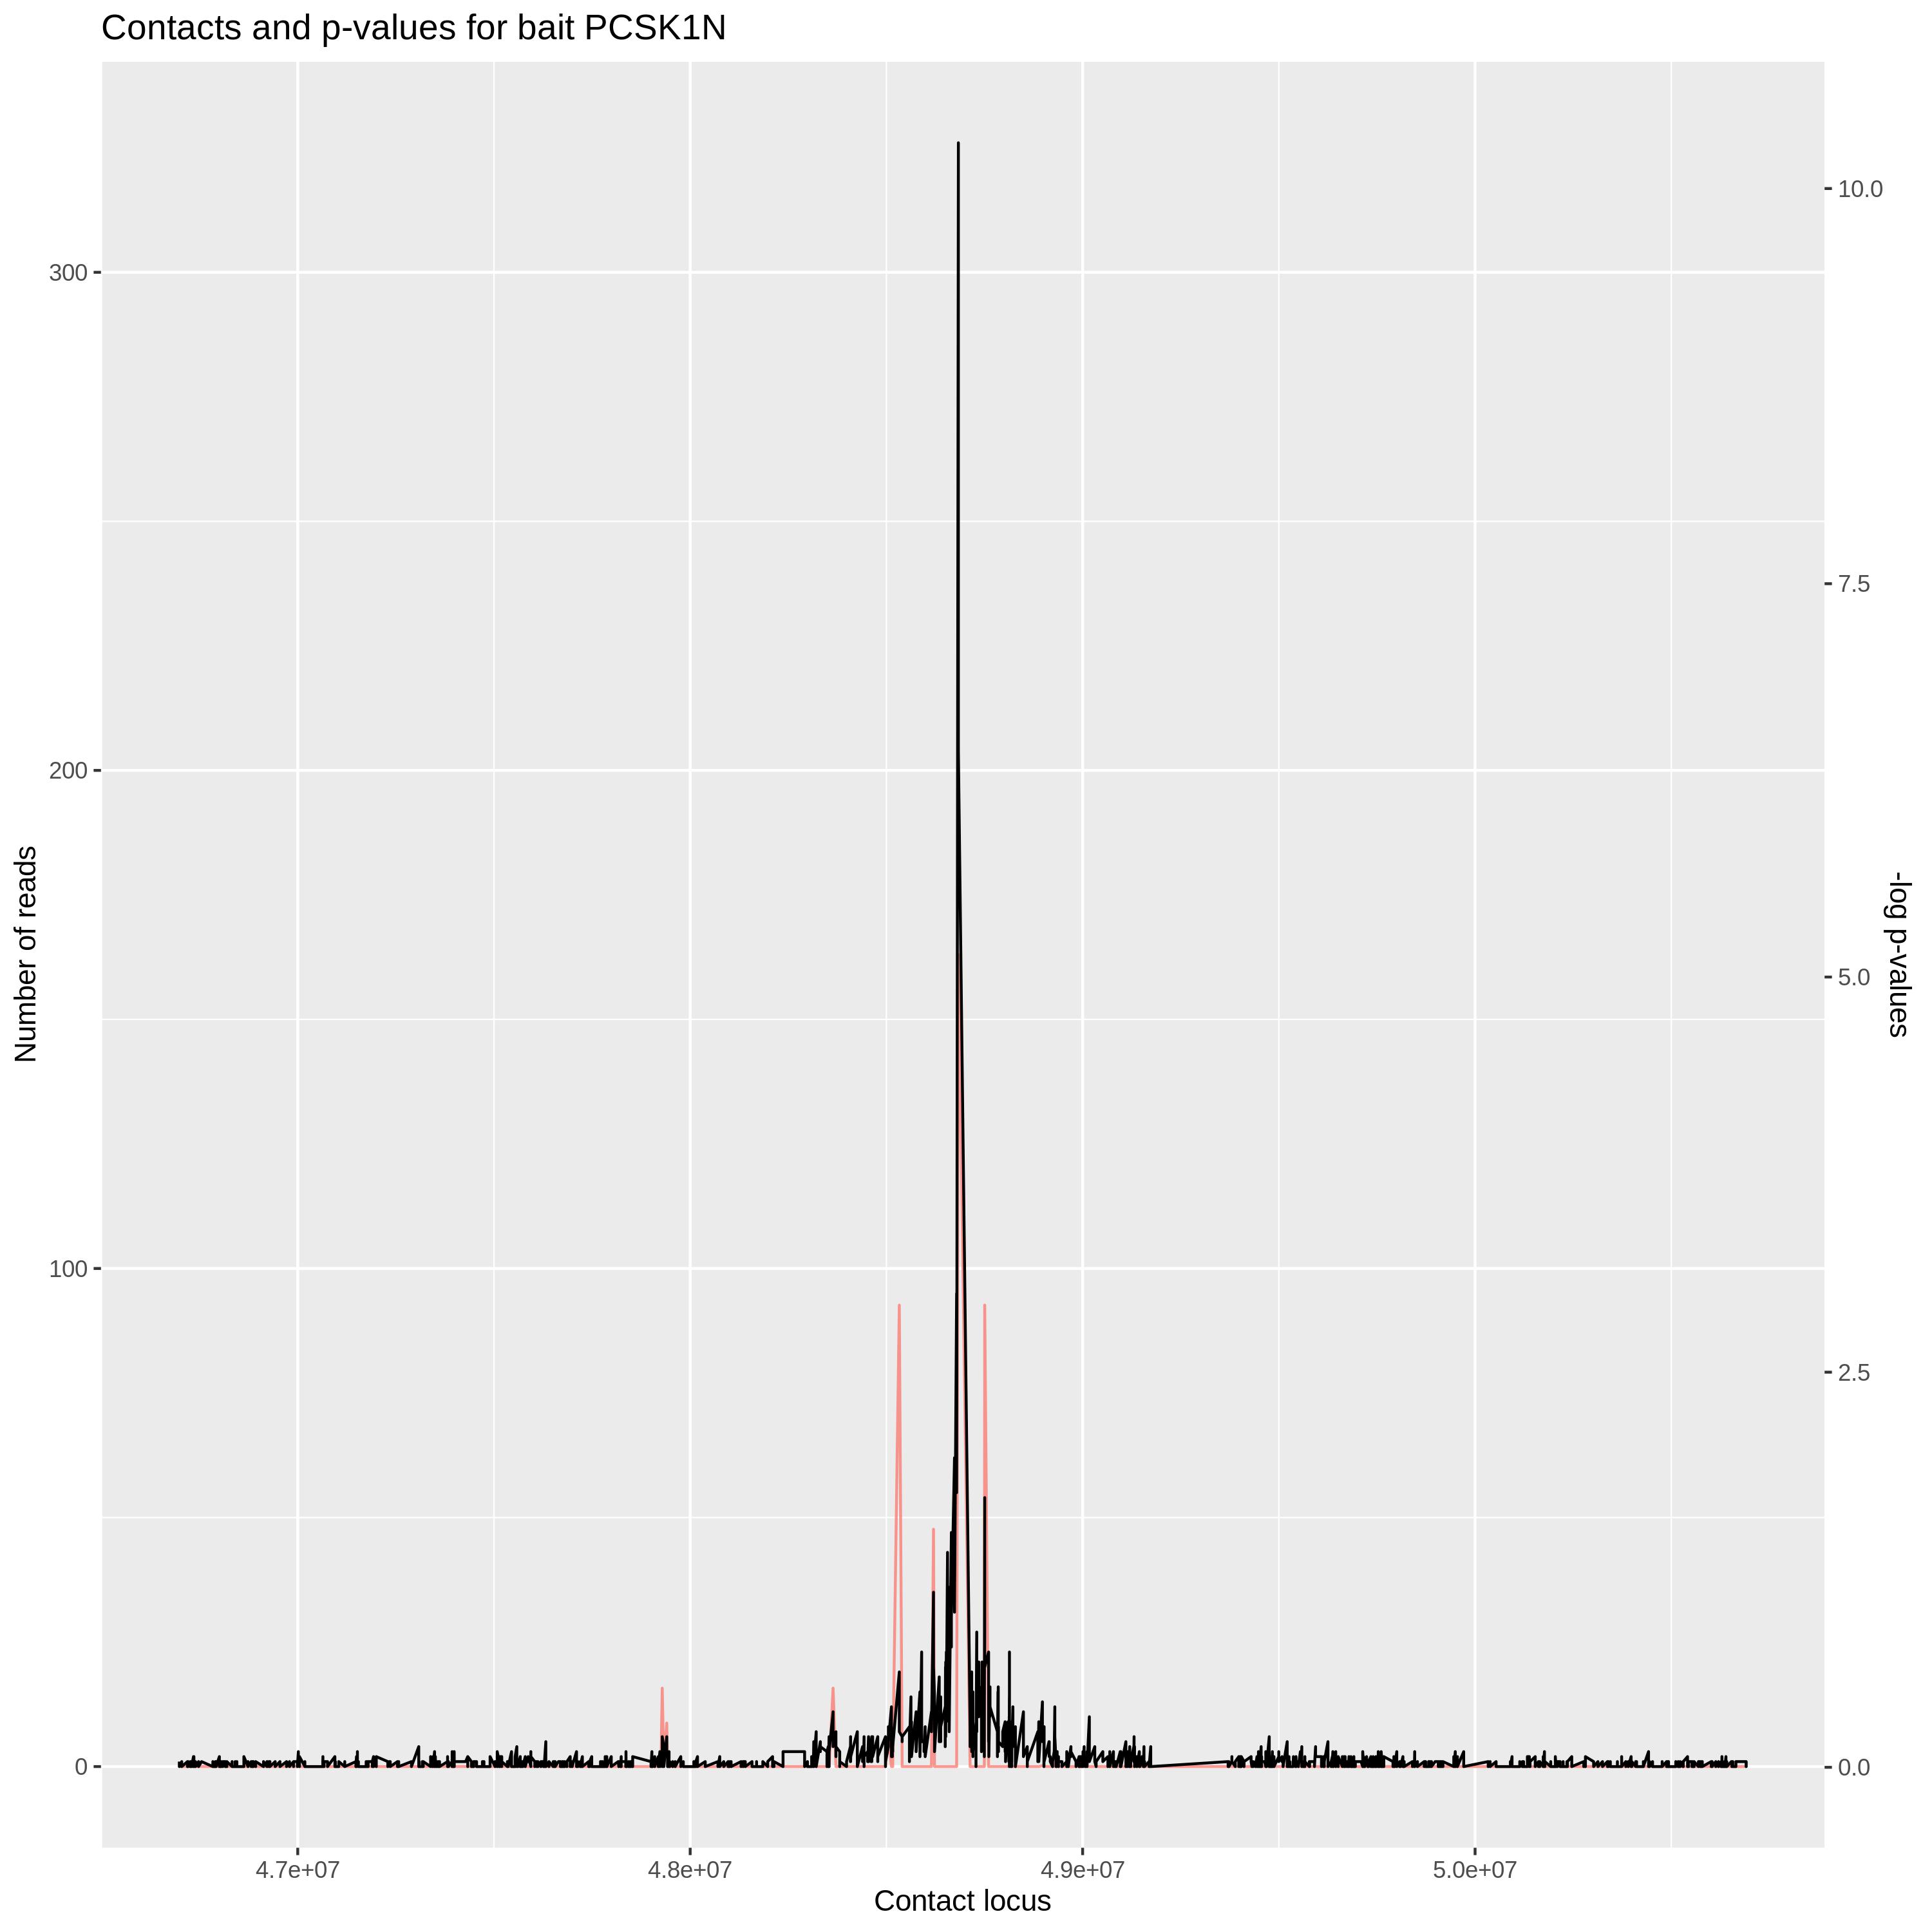 Contacts and p-values for bait PCSK1N
300
200
100
0
10.0
7.5
5.0
2.5
0.0
Number of reads
-log p-values
4.7e+07
4.8e+07
4.9e+07
5.0e+07
Contact locus